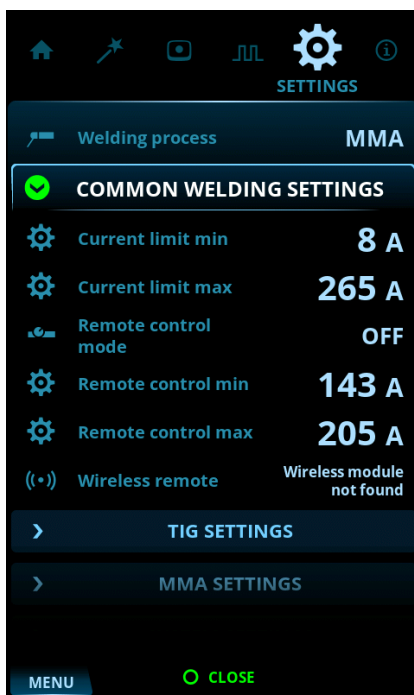 SETTINGS
Welding process MMA
COMMON WELDING SETTINGS
Current limit min 8 A
Current limit max 265 A
Remote control
mode
OFF
Remote control min 143 A
Remote control max 205 A
Wireless remote
Wireless module
not found
TIG SETTINGS
MMA SETTINGS
MENU
CLOSE